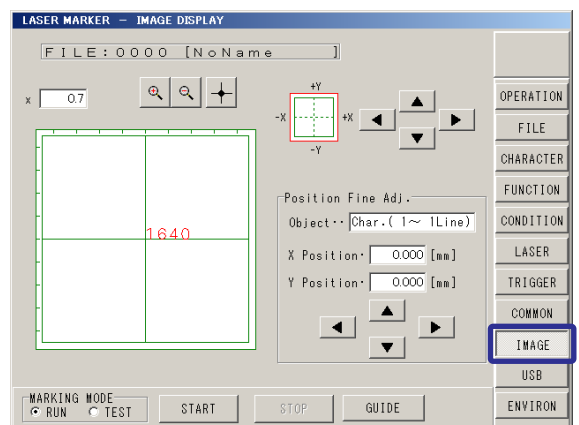 LASER MARKER － IMAGE DISPLAY
FILE:0000 [NoName ]
x 0.7
+Y
-X +X
-Y
Position Fine Adj.
Object·· Char.( 1～ 1Line)
X Position· 0.000 [mm]
Y Position· 0.000 [mm]
1640
MARKING MODE
RUN TEST
START
STOP
GUIDE
OPERATION
FILE
CHARACTER
FUNCTION
CONDITION
LASER
TRIGGER
COMMON
IMAGE
USB
ENVIRON